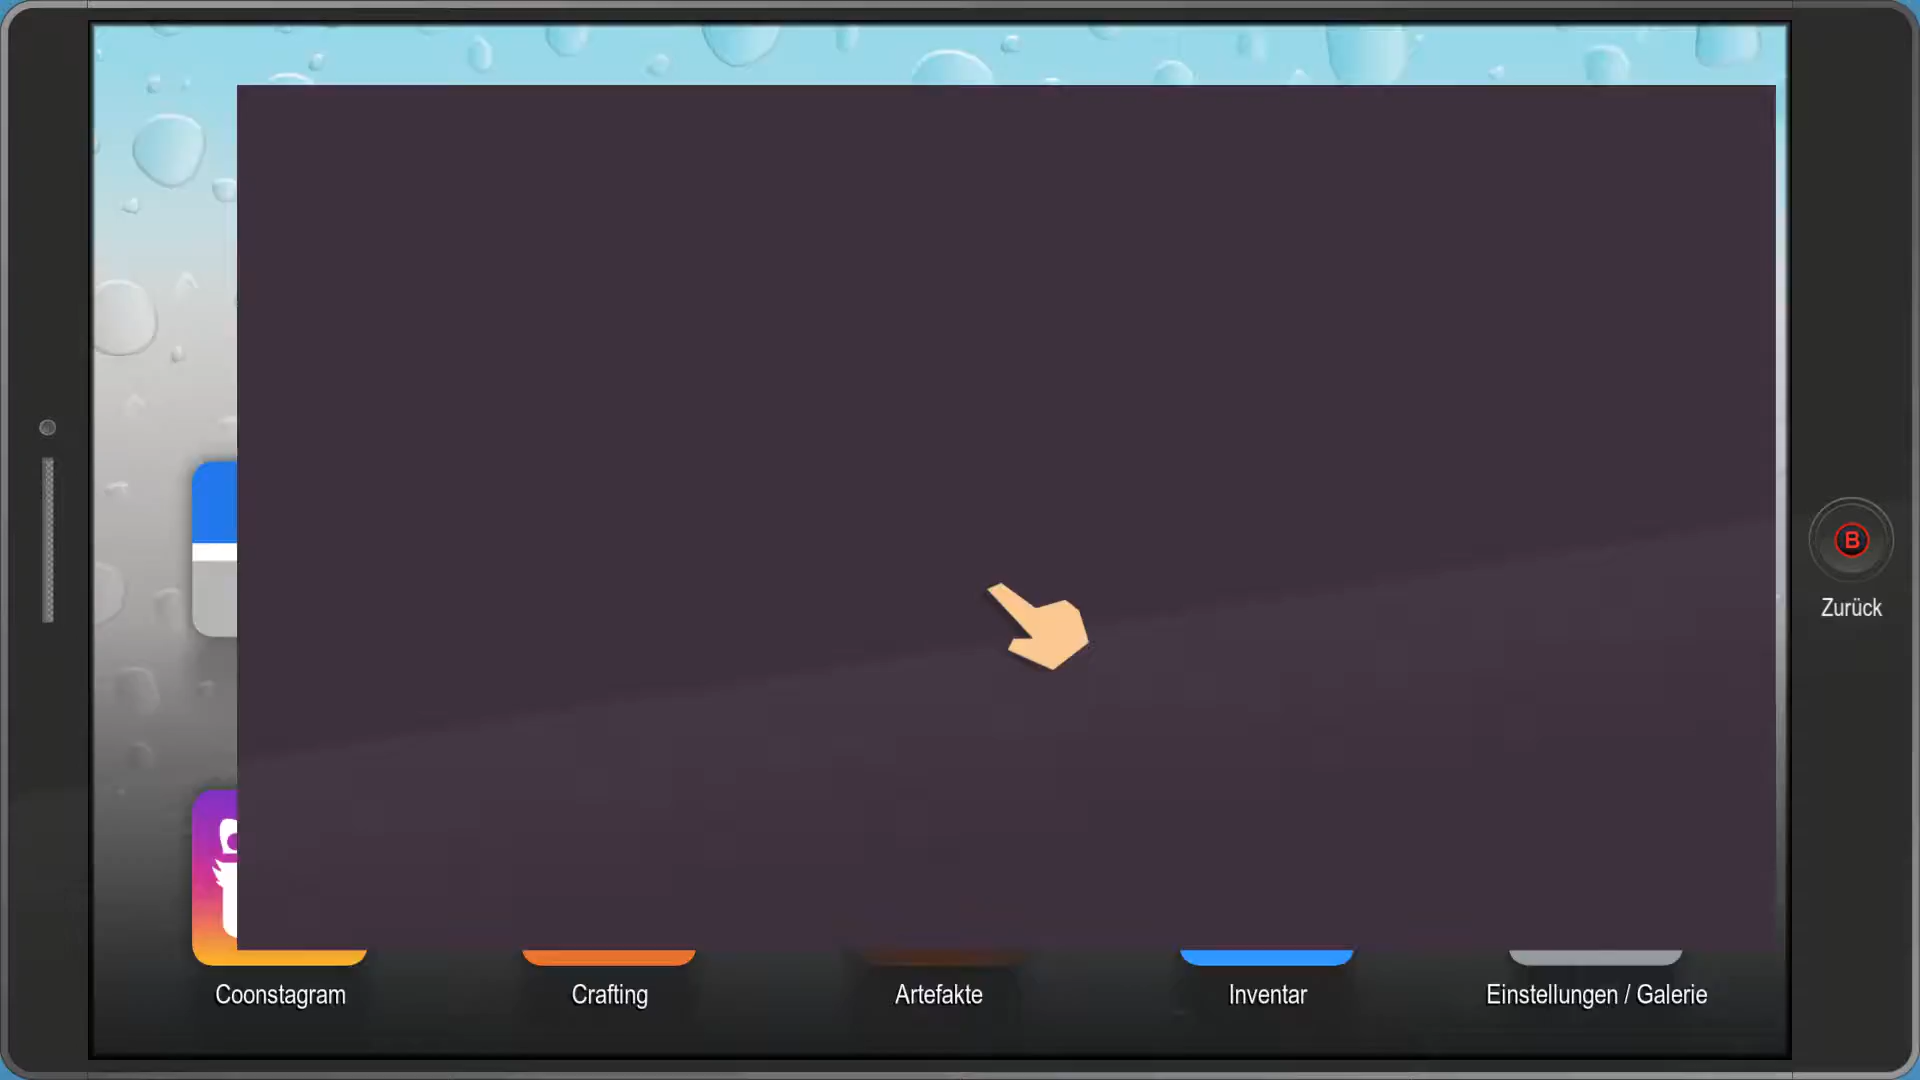 B
Zurück
Coonstagram
Crafting
Artefakte
Inventar
Einstellungen / Galerie